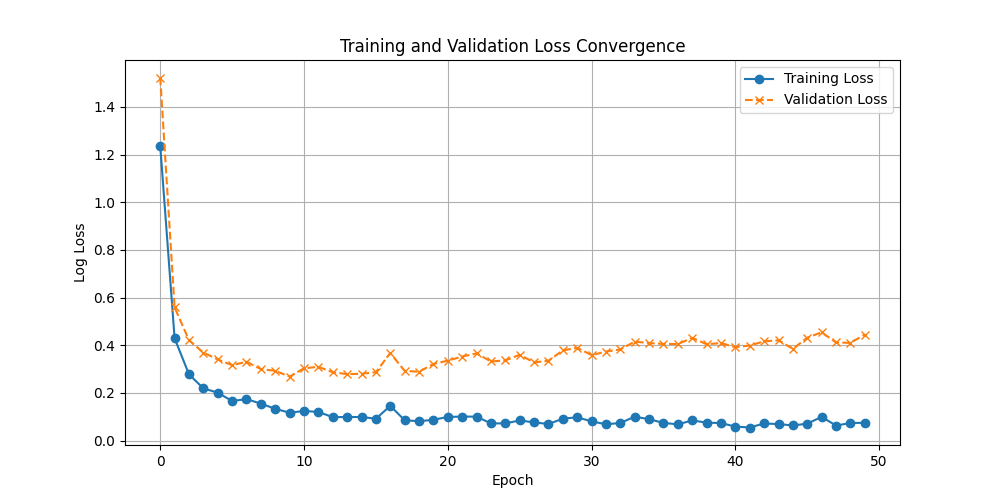 Training and Validation Loss Convergence
Training Loss
Validation Loss
Log Loss
1.4
1.2
1.0
0.8
0.6
0.4
0.2
0.0
0 10 20 30 40 50
Epoch